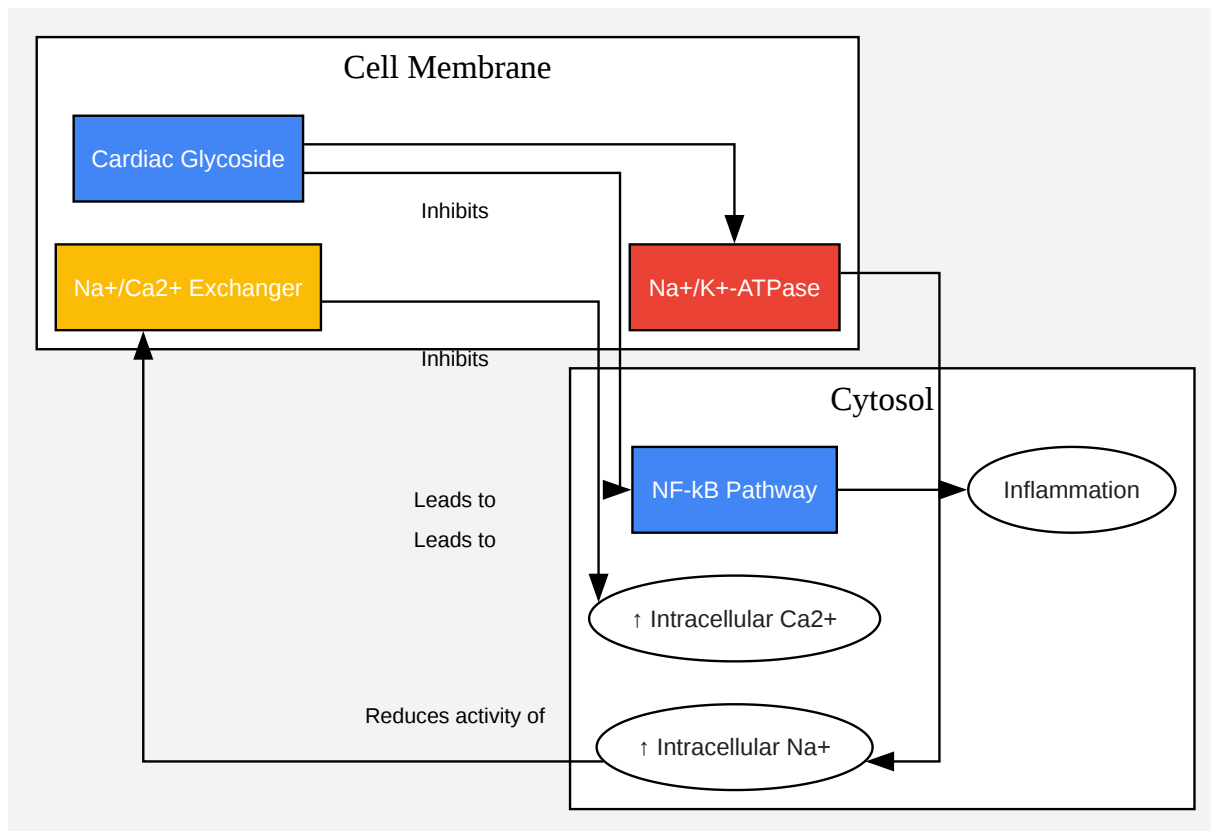 Cell Membrane
Cardiac Glycoside
Inhibits
Na+/Ca2+ Exchanger
Na+/K+-ATPase
Inhibits
Cytosol
NF-kB Pathway
Inflammation
Leads to
Leads to
↑ Intracellular Ca2+
Reduces activity of
↑ Intracellular Na+